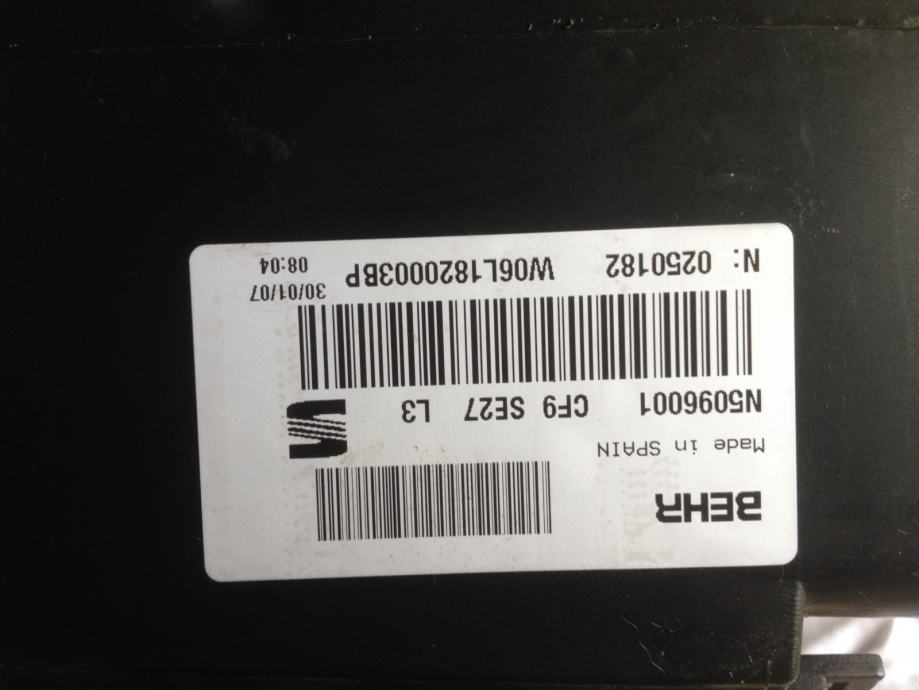 BEHR
Made in SPAIN
N5096001 CF9 SE27 L3
30/01/07
N: 0250182 W06L1820003BP 08:04